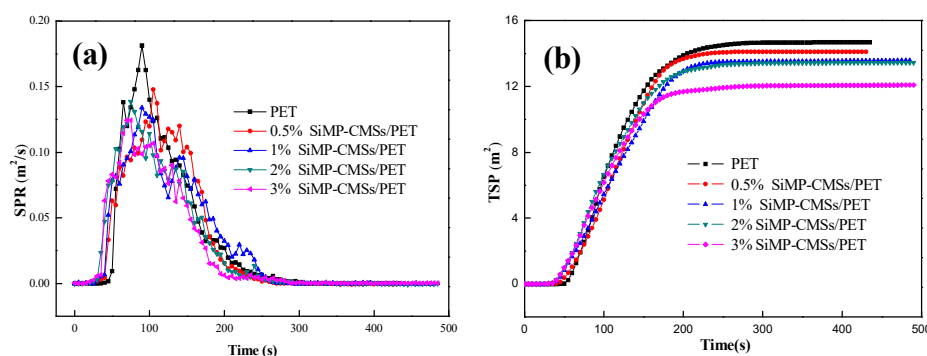 (a)
SPR (m²/s)
0.20
0.15
0.10
0.05
0.00
PET
0.5% SiMP-CMSs/PET
1% SiMP-CMSs/PET
2% SiMP-CMSs/PET
3% SiMP-CMSs/PET
0
100
200
300
400
500
Time (s)
(b)
TSP (m²)
16
12
8
4
0
PET
0.5% SiMP-CMSs/PET
1% SiMP-CMSs/PET
2% SiMP-CMSs/PET
3% SiMP-CMSs/PET
0
100
200
300
400
500
Time(s)